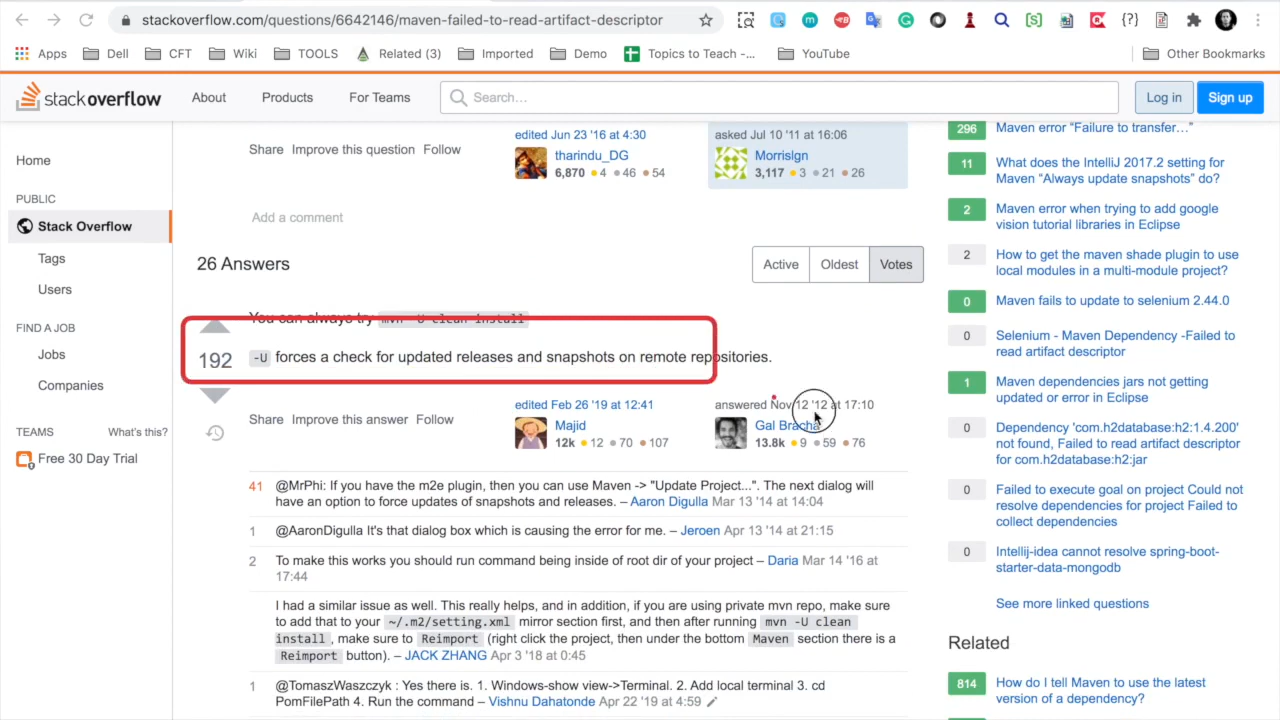 stackoverflow.com/questions/6642146/maven-failed-to-read-artifact-descriptor
Apps Dell CFT Wiki TOOLS Related (3) Imported Demo Topics to Teach -... YouTube Other Bookmarks
stackoverflow About Products For Teams Search... Log in Sign up
Home
PUBLIC
Stack Overflow
Tags
Users
FIND A JOB
Jobs
Companies
TEAMS What's this?
Free 30 Day Trial
Share Improve this question Follow
edited Jun 23 '16 at 4:30
tharindu_DG
6,870 4 46 54
asked Jul 10 '11 at 16:06
Morrislgn
3,117 3 21 26
Add a comment
26 Answers
Active Oldest Votes
192
You can always try mvn -U clean install
-U forces a check for updated releases and snapshots on remote repositories.
Share Improve this answer Follow
edited Feb 26 '19 at 12:41
Majid
12k 12 70 107
answered Nov 12 '12 at 17:10
Gal Bracha
13.8k 9 59 76
41 @MrPhi: If you have the m2e plugin, then you can use Maven -> "Update Project...". The next dialog will
have an option to force updates of snapshots and releases. – Aaron Digulla Mar 13 '14 at 14:04
1 @AaronDigulla It's that dialog box which is causing the error for me. – Jeroen Apr 13 '14 at 21:15
2 To make this works you should run command being inside of root dir of your project – Daria Mar 14 '16 at
17:44
I had a similar issue as well. This really helps, and in addition, if you are using private mvn repo, make sure
to add that to your ~/.m2/setting.xml mirror section first, and then after running mvn -U clean
install , make sure to Reimport (right click the project, then under the bottom Maven section there is a
Reimport button). – JACK ZHANG Apr 3 '18 at 0:45
1 @TomaszWaszczyk : Yes there is. 1. Windows-show view->Terminal. 2. Add local terminal 3. cd
PomFilePath 4. Run the command – Vishnu Dahatonde Apr 22 '19 at 4:59
296 Maven error "Failure to transfer…"
11 What does the IntelliJ 2017.2 setting for
Maven "Always update snapshots" do?
2 Maven error when trying to add google
vision tutorial libraries in Eclipse
2 How to get the maven shade plugin to use
local modules in a multi-module project?
0 Maven fails to update to selenium 2.44.0
0 Selenium - Maven Dependency -Failed to
read artifact descriptor
1 Maven dependencies jars not getting
updated or error in Eclipse
0 Dependency 'com.h2database:h2:1.4.200'
not found, Failed to read artifact descriptor
for com.h2database:h2:jar
0 Failed to execute goal on project Could not
resolve dependencies for project Failed to
collect dependencies
0 Intellij-idea cannot resolve spring-boot-
starter-data-mongodb
See more linked questions
Related
814 How do I tell Maven to use the latest
version of a dependency?